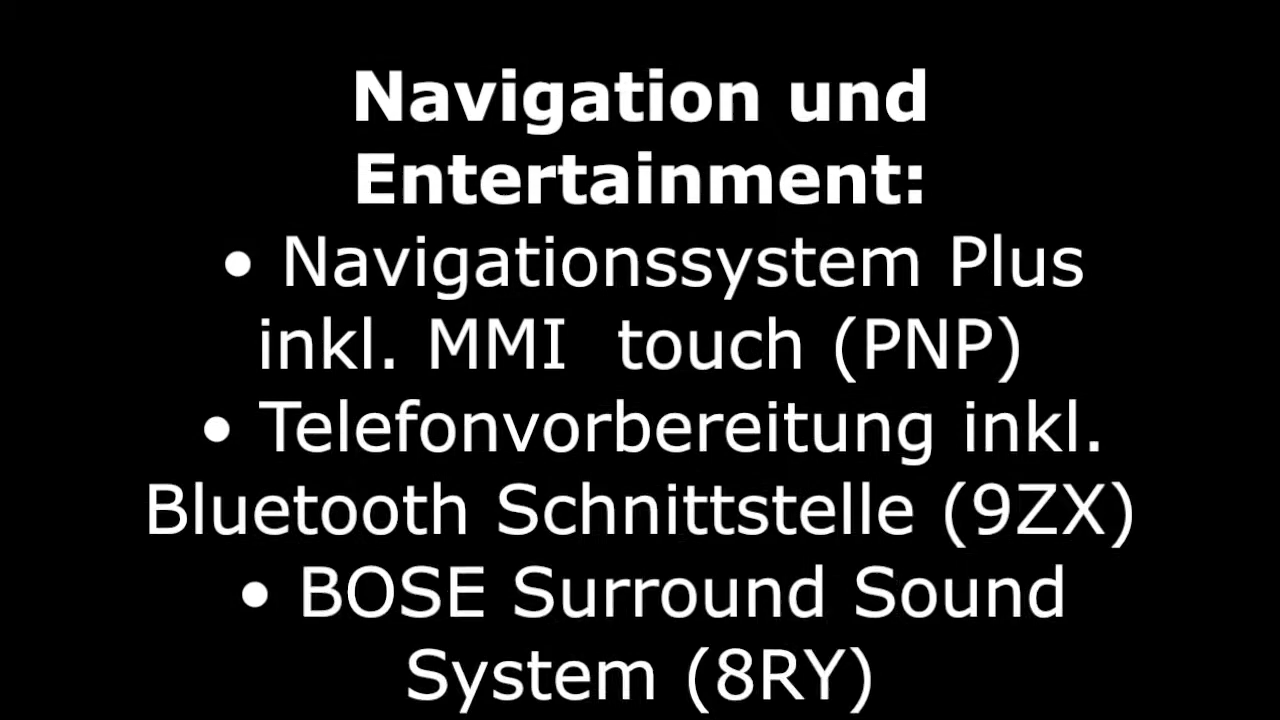 Navigation und
Entertainment:
• Navigationssystem Plus
inkl. MMI  touch (PNP)
• Telefonvorbereitung inkl.
Bluetooth Schnittstelle (9ZX)
• BOSE Surround Sound
System (8RY)